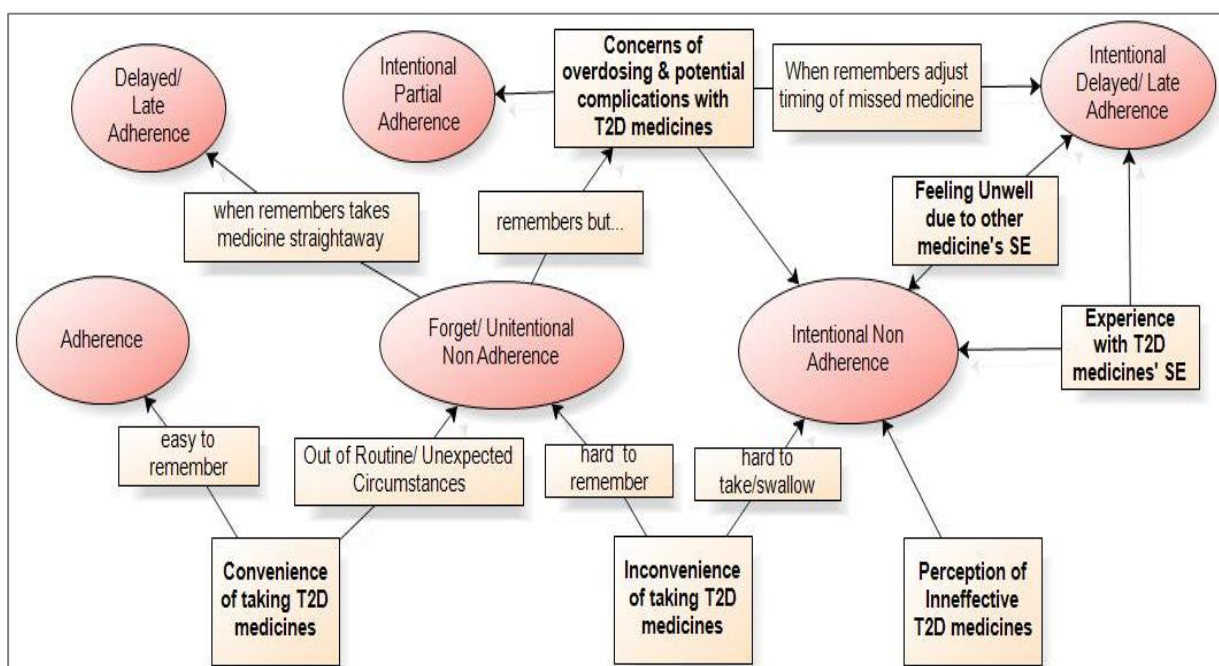 Delayed/
Late
Adherence
Intentional
Partial
Adherence
Concerns of
overdosing & potential
complications with
T2D medicines
When remembers adjust
timing of missed medicine
Intentional
Delayed/ Late
Adherence
when remembers takes
medicine straightaway
remembers but...
Feeling Unwell
due to other
medicine's SE
Adherence
Forget/ Unitentional
Non Adherence
Intentional Non
Adherence
Experience
with T2D
medicines' SE
easy to
remember
Out of Routine/ Unexpected
Circumstances
hard to
remember
hard to
take/swallow
Convenience
of taking T2D
medicines
Inconvenience
of taking T2D
medicines
Perception of
Inneffective
T2D medicines